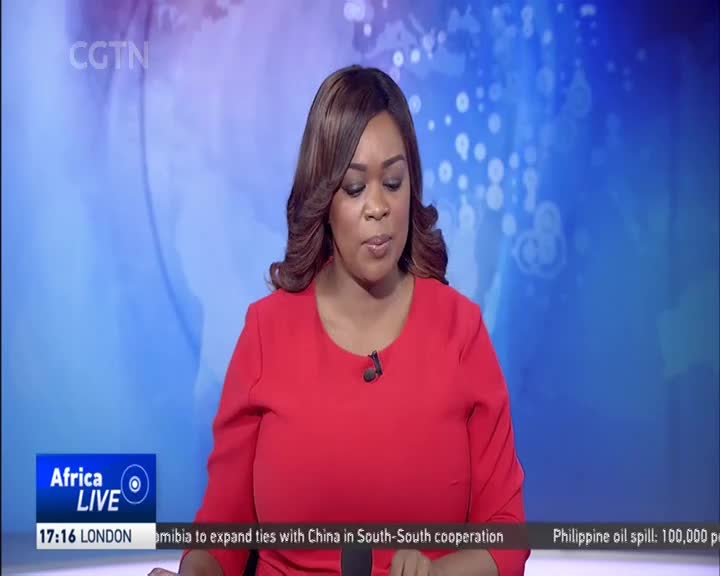 CGTN
Africa
LIVE
17:16 LONDON
amibia to expand ties with China in South-South cooperation Philippine oil spill: 100,000